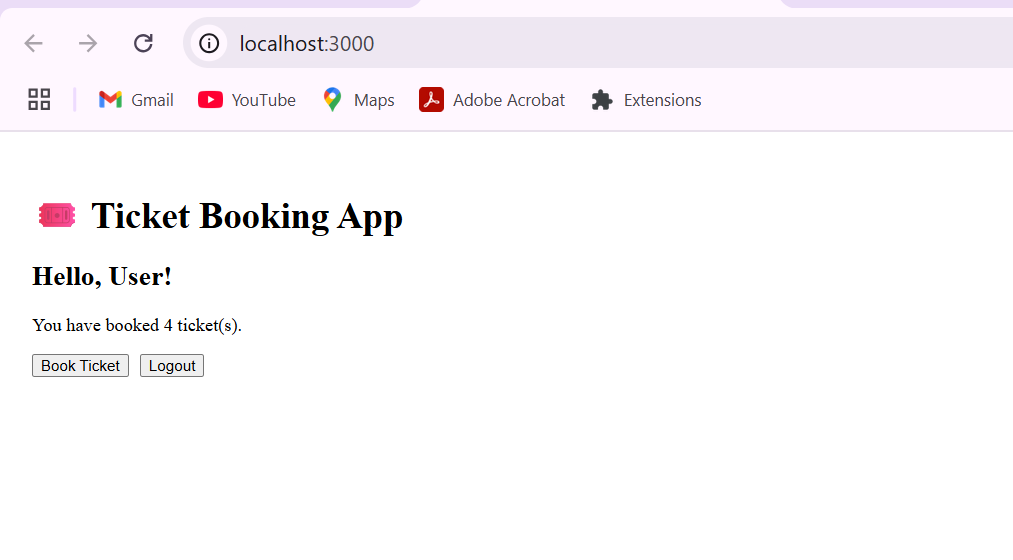 localhost:3000
Gmail YouTube Maps Adobe Acrobat Extensions
🎟️ Ticket Booking App
Hello, User!
You have booked 4 ticket(s).
Book Ticket Logout